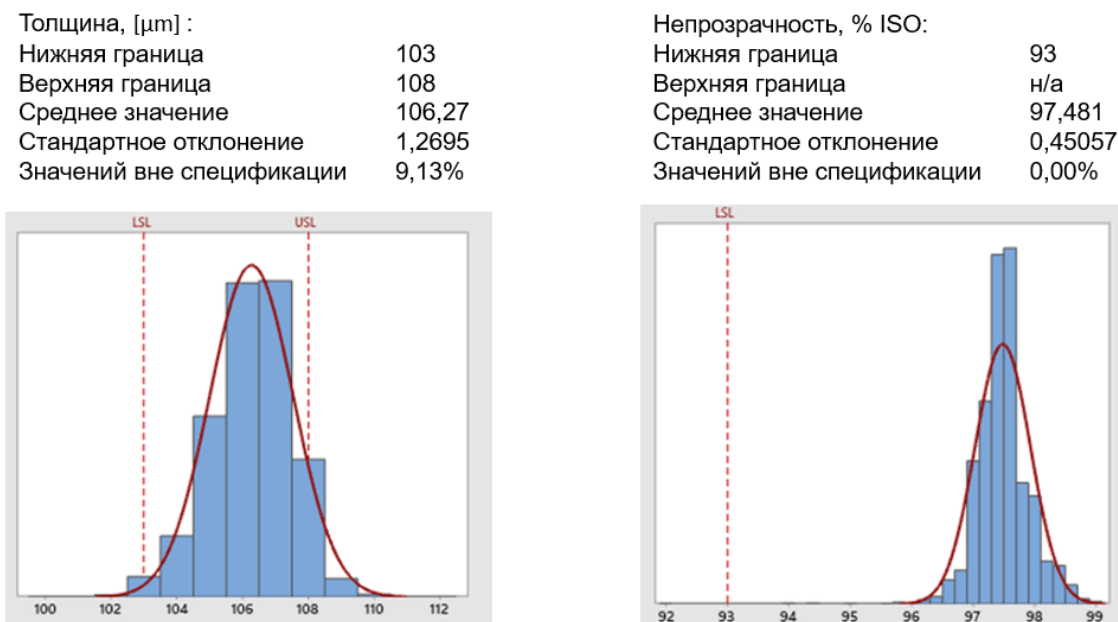 Толщина, [µm] :
Нижняя граница 103
Верхняя граница 108
Среднее значение 106,27
Стандартное отклонение 1,2695
Значений вне спецификации 9,13%
LSL USL
100 102 104 106 108 110 112
Непрозрачность, % ISO:
Нижняя граница 93
Верхняя граница н/а
Среднее значение 97,481
Стандартное отклонение 0,45057
Значений вне спецификации 0,00%
LSL
92 93 94 95 96 97 98 99